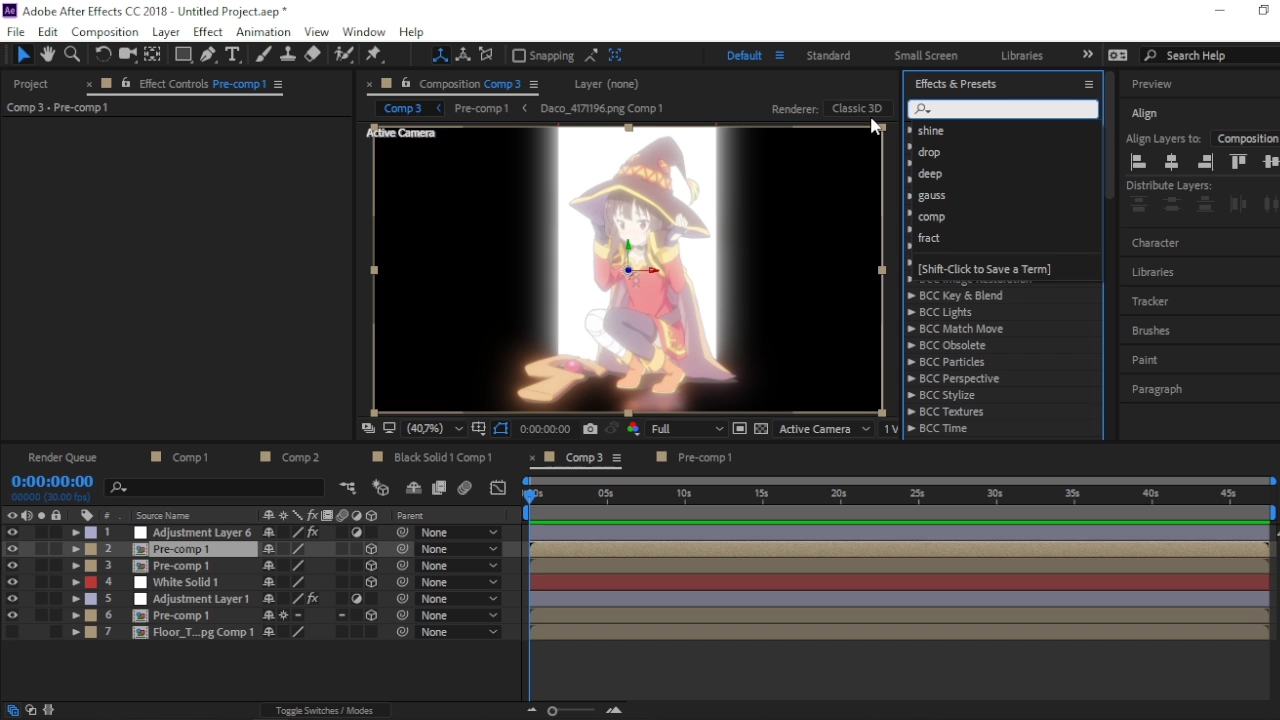 Ae Adobe After Effects CC 2018 - Untitled Project.aep *
File Edit Composition Layer Effect Animation View Window Help
Snapping Default Standard Small Screen Libraries Search Help
Project Effect Controls Pre-comp 1 Composition Comp 3 Layer (none) Effects & Presets Preview
Comp 3 • Pre-comp 1
Comp 3 Pre-comp 1 Daco_4171196.png Comp 1 Renderer: Classic 3D
Active Camera
shine
drop
deep
gauss
comp
fract
[Shift-Click to Save a Term]
BCC Image Restoration
BCC Key & Blend
BCC Lights
BCC Match Move
BCC Obsolete
BCC Particles
BCC Perspective
BCC Stylize
BCC Textures
BCC Time
Align
Align Layers to: Composition
Distribute Layers:
Character
Libraries
Tracker
Brushes
Paint
Paragraph
(40,7%) 0:00:00:00 Full Active Camera 1 V
Render Queue Comp 1 Comp 2 Black Solid 1 Comp 1 Comp 3 Pre-comp 1
0:00:00:00
00000 (30.00 fps)
05s 10s 15s 20s 25s 30s 35s 40s 45s
# Source Name fx Parent
1 Adjustment Layer 6 fx None
2 Pre-comp 1 None
3 Pre-comp 1 None
4 White Solid 1 None
5 Adjustment Layer 1 fx None
6 Pre-comp 1 None
7 Floor_T...pg Comp 1 None
Toggle Switches / Modes